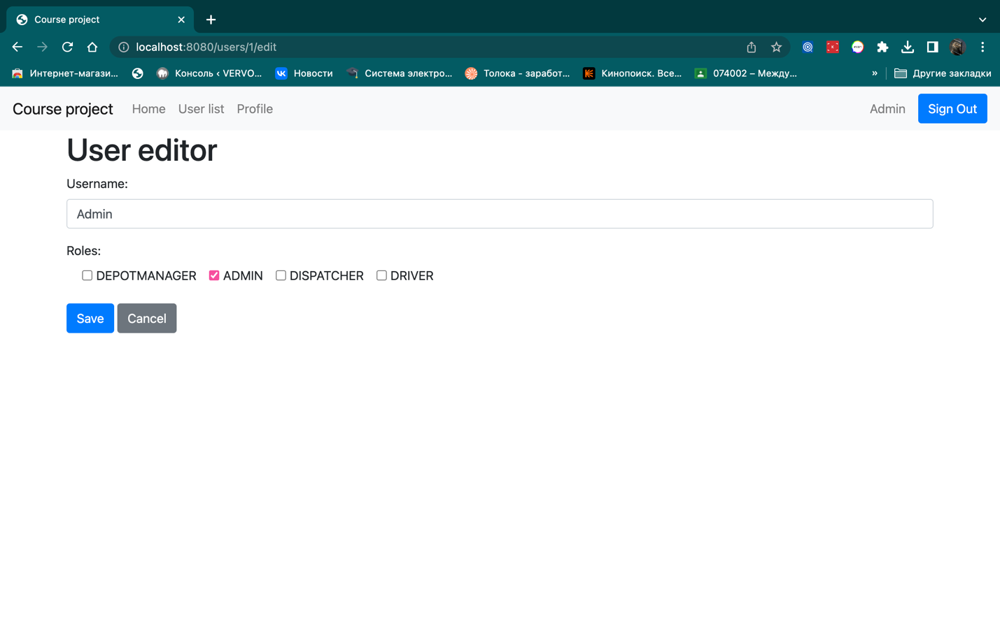 Course project
localhost:8080/users/1/edit
Интернет-магази... Консоль ‹ VERVO... Новости Система электро... Толока - заработ... Кинопоиск. Все... 074002 – Между... » Другие закладки
Course project Home User list Profile Admin Sign Out
User editor
Username:
Admin
Roles:
DEPOTMANAGER ADMIN DISPATCHER DRIVER
Save Cancel